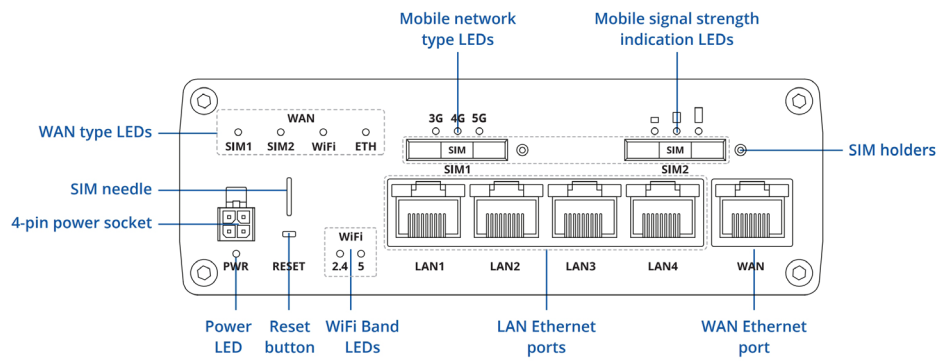 Mobile network
type LEDs
Mobile signal strength
indication LEDs
WAN
3G 4G 5G
WAN type LEDs
SIM1 SIM2 WiFi ETH
SIM
SIM
SIM holders
SIM1
SIM2
SIM needle
4-pin power socket
WiFi
PWR
RESET
2.4 5
LAN1
LAN2
LAN3
LAN4
WAN
Power
LED
Reset
button
WiFi Band
LEDs
LAN Ethernet
ports
WAN Ethernet
port